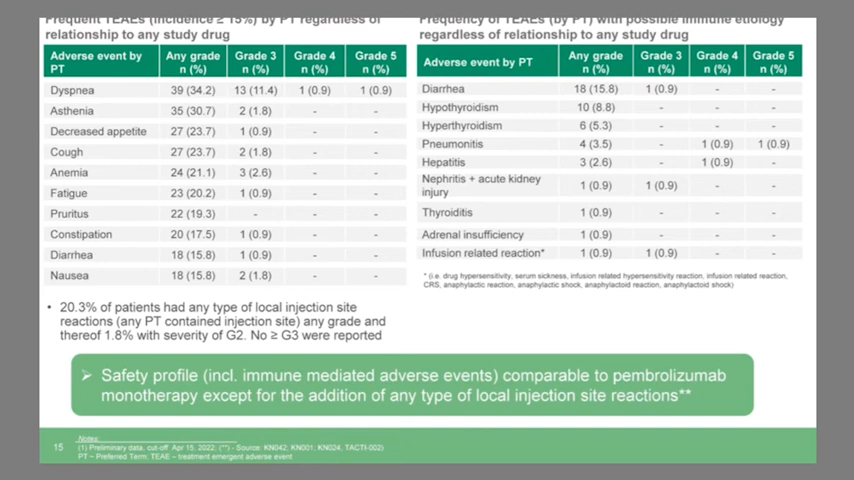 Frequent TEAEs (incidence ≥ 15%) by PT regardless of
relationship to any study drug
Adverse event by PT Any grade n (%) Grade 3 n (%) Grade 4 n (%) Grade 5 n (%)
Dyspnea 39 (34.2) 13 (11.4) 1 (0.9) 1 (0.9)
Asthenia 35 (30.7) 2 (1.8) - -
Decreased appetite 27 (23.7) 1 (0.9) - -
Cough 27 (23.7) 2 (1.8) - -
Anemia 24 (21.1) 3 (2.6) - -
Fatigue 23 (20.2) 1 (0.9) - -
Pruritus 22 (19.3) - - -
Constipation 20 (17.5) 1 (0.9) - -
Diarrhea 18 (15.8) 1 (0.9) - -
Nausea 18 (15.8) 2 (1.8) - -
• 20.3% of patients had any type of local injection site
reactions (any PT contained injection site) any grade and
thereof 1.8% with severity of G2. No ≥ G3 were reported
Frequency of TEAEs (by PT) with possible immune etiology
regardless of relationship to any study drug
Adverse event by PT Any grade n (%) Grade 3 n (%) Grade 4 n (%) Grade 5 n (%)
Diarrhea 18 (15.8) 1 (0.9) - -
Hypothyroidism 10 (8.8) - - -
Hyperthyroidism 6 (5.3) - - -
Pneumonitis 4 (3.5) - 1 (0.9) 1 (0.9)
Hepatitis 3 (2.6) - 1 (0.9) -
Nephritis + acute kidney injury 1 (0.9) 1 (0.9) - -
Thyroiditis 1 (0.9) - - -
Adrenal insufficiency 1 (0.9) - - -
Infusion related reaction* 1 (0.9) 1 (0.9) - -
* (i.e. drug hypersensitivity, serum sickness, infusion related hypersensitivity reaction, infusion related reaction,
CRS, anaphylactic reaction, anaphylactic shock, anaphylactoid reaction, anaphylactoid shock)
➢ Safety profile (incl. immune mediated adverse events) comparable to pembrolizumab
monotherapy except for the addition of any type of local injection site reactions**
15
Notes:
(1) Preliminary data, cut-off Apr 15, 2022; (**) - Source: KN042; KN001; KN024, TACTI-002)
PT – Preferred Term; TEAE – treatment emergent adverse event